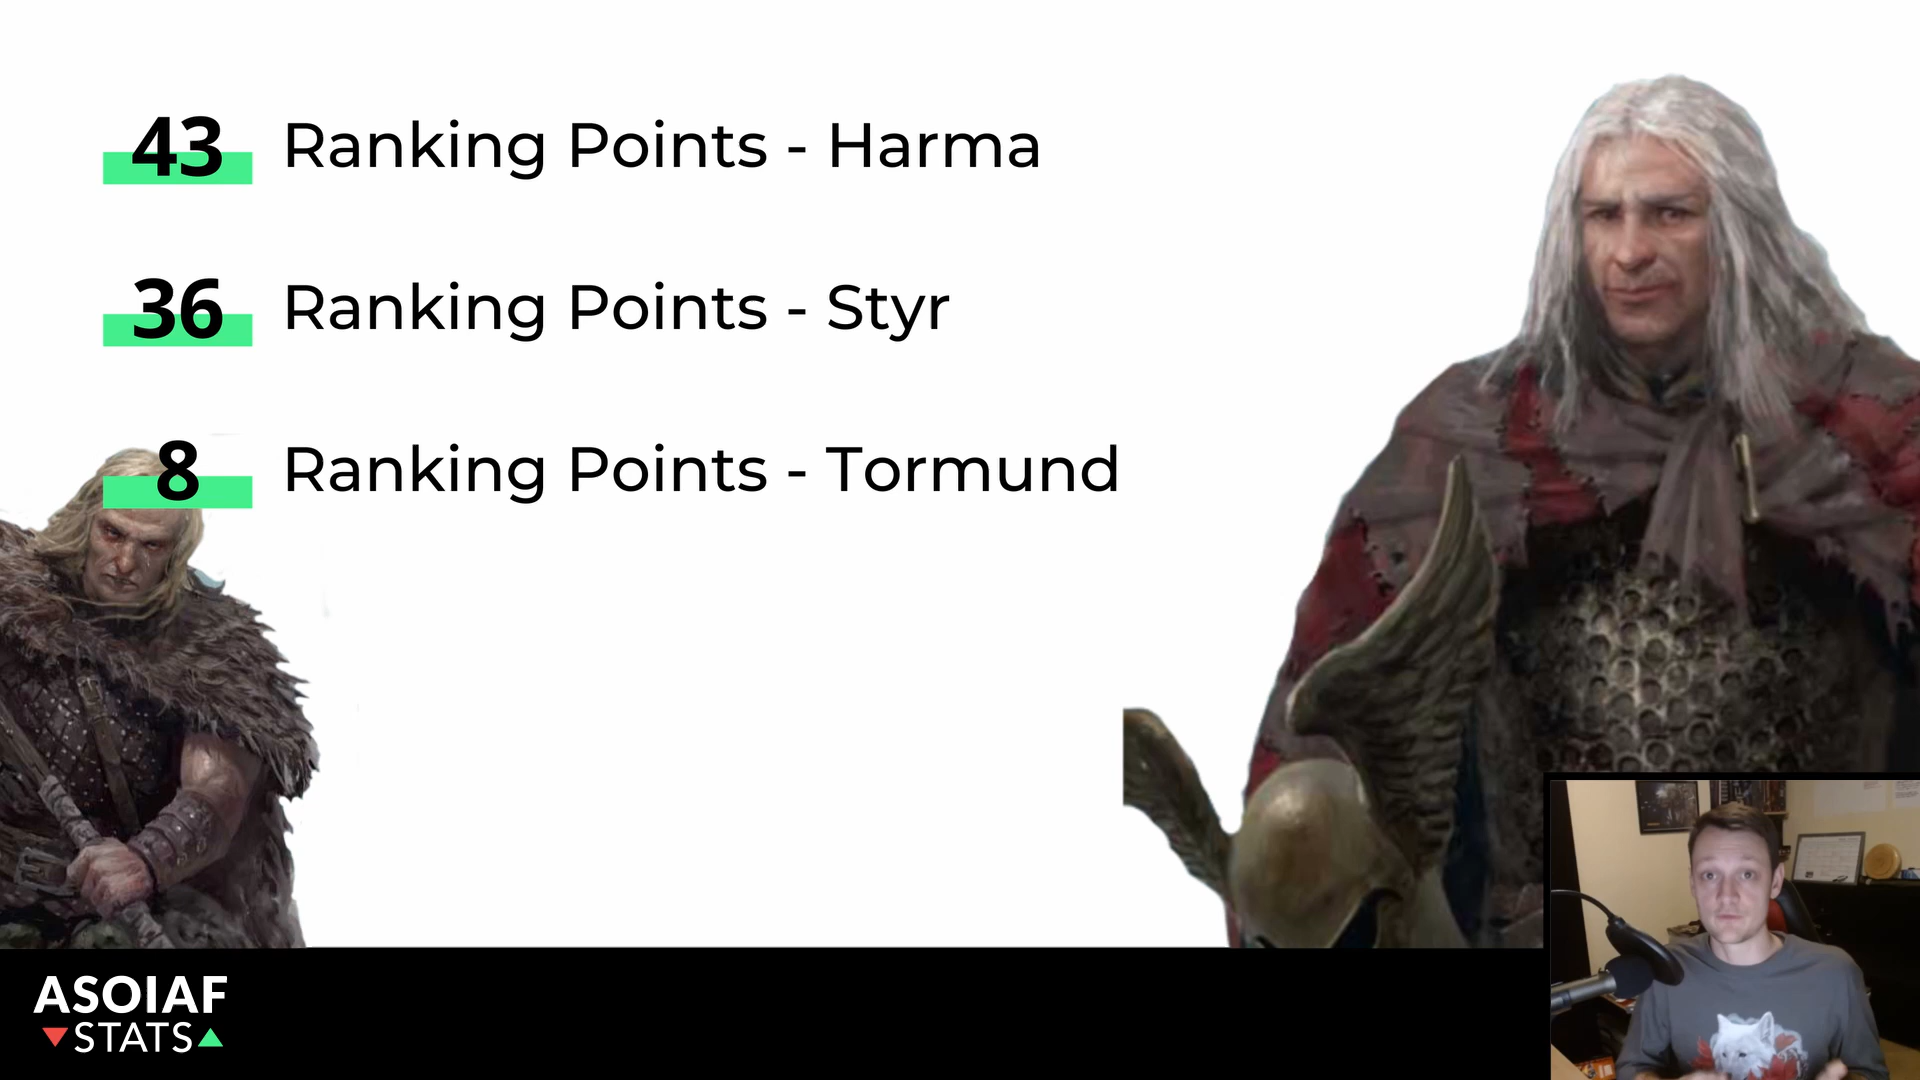 43 Ranking Points - Harma
36 Ranking Points - Styr
8 Ranking Points - Tormund
ASOIAF
STATS